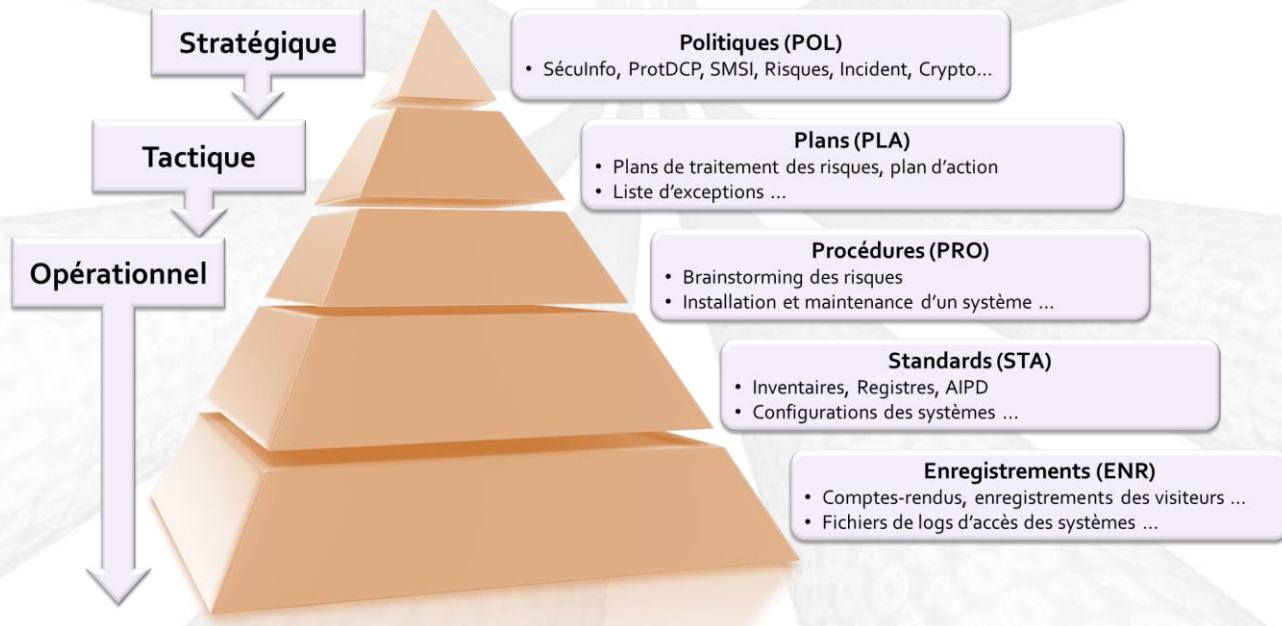 Stratégique
Politiques (POL)
• SécuInfo, ProtDCP, SMSI, Risques, Incident, Crypto...
Tactique
Plans (PLA)
• Plans de traitement des risques, plan d'action
• Liste d'exceptions ...
Opérationnel
Procédures (PRO)
• Brainstorming des risques
• Installation et maintenance d'un système ...
Standards (STA)
• Inventaires, Registres, AIPD
• Configurations des systèmes ...
Enregistrements (ENR)
• Comptes-rendus, enregistrements des visiteurs ...
• Fichiers de logs d'accès des systèmes ...